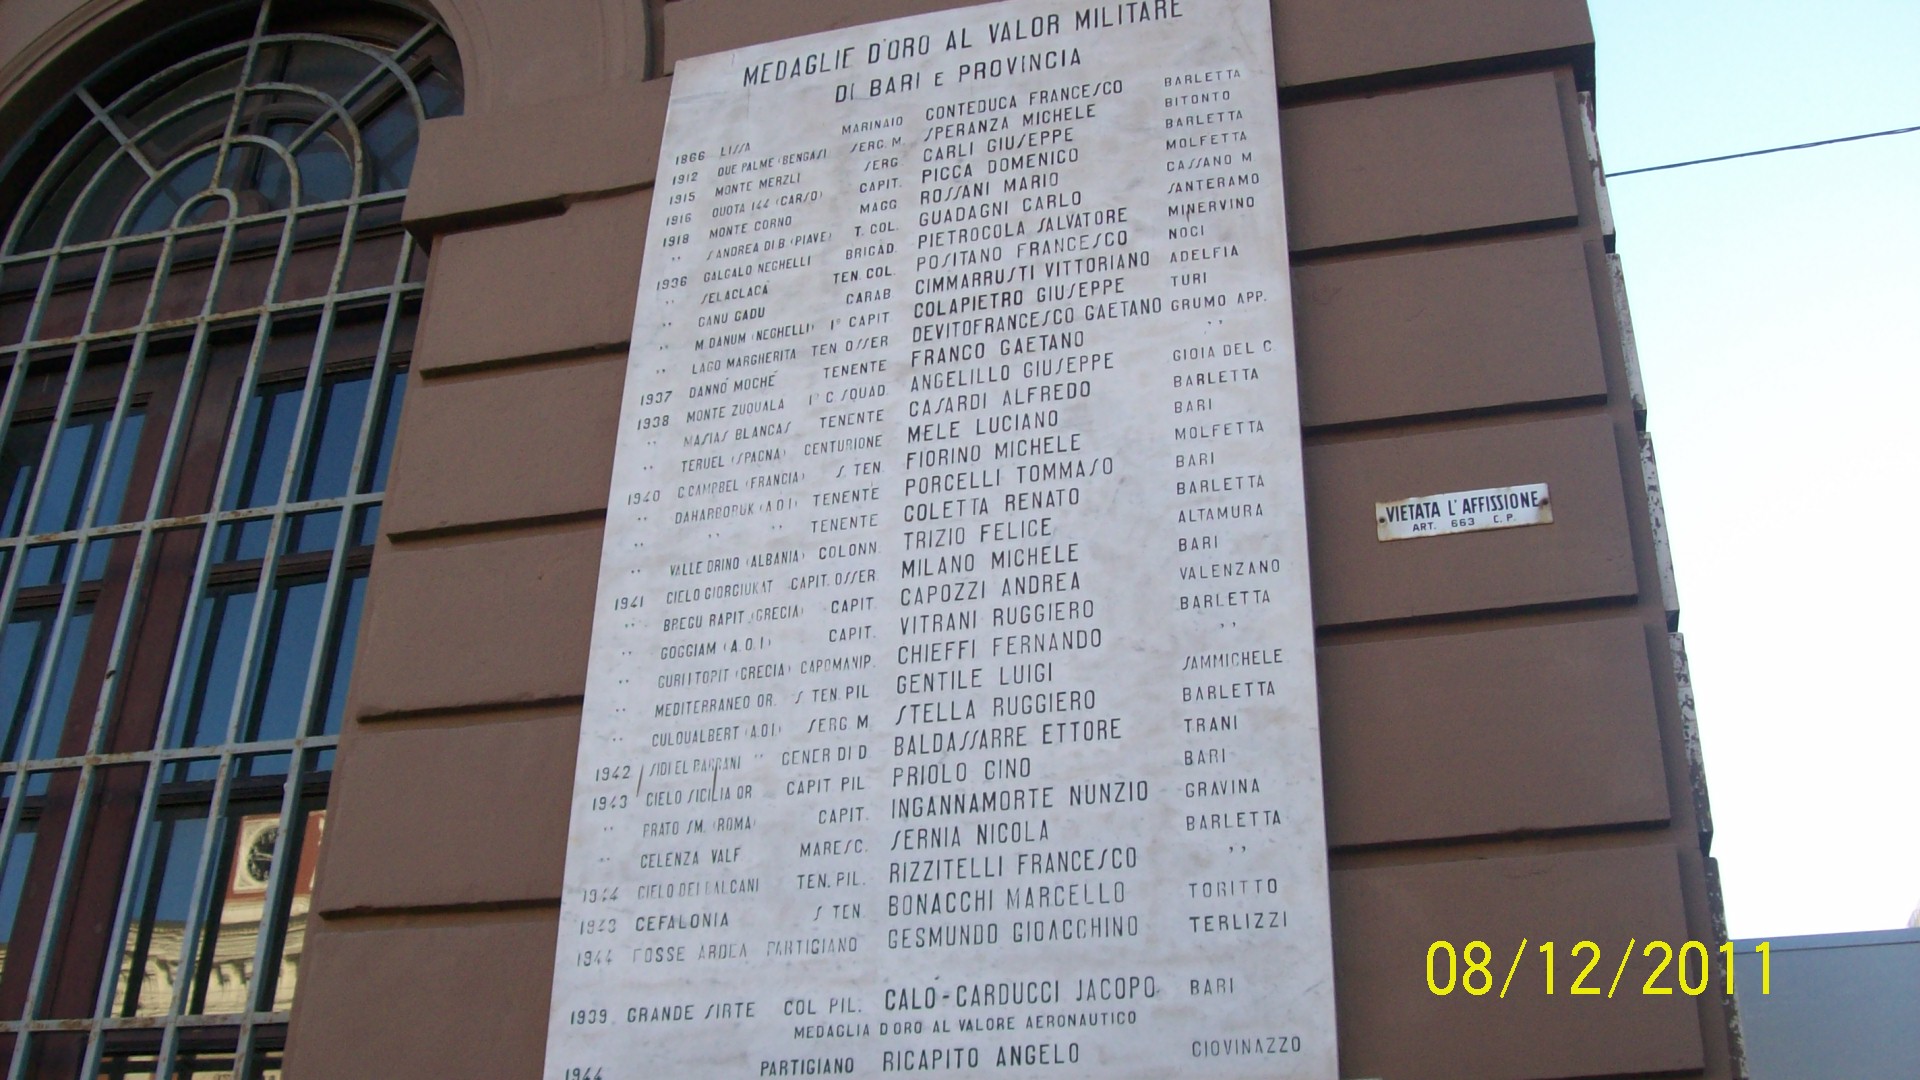 MEDAGLIE D'ORO AL VALOR MILITARE
DI BARI E PROVINCIA
1866 LISSA MARINAIO CONTEDUCA FRANCESCO BARLETTA
1912 DUE PALME (BENGASI) SERG. M. SPERANZA MICHELE BITONTO
1915 MONTE MERZLI SERG. CARLI GIUSEPPE BARLETTA
1916 QUOTA 144 (CARSO) CAPIT. PICCA DOMENICO MOLFETTA
1918 MONTE CORNO MAGG ROSSANI MARIO CASSANO M.
,, S ANDREA DI B. (PIAVE) T. COL. GUADAGNI CARLO SANTERAMO
1936 GALGALO NEGHELLI BRIGAD. PIETROCOLA SALVATORE MINERVINO
,, SELACLACÀ TEN COL. POSITANO FRANCESCO NOCI
,, GANU GADU CARAB CIMMARRUSTI VITTORIANO ADELFIA
,, M DANUM (NEGHELLI) 1° CAPIT. COLAPIETRO GIUSEPPE TURI
,, LAGO MARGHERITA TEN OSSER DEVITOFRANCESCO GAETANO GRUMO APP.
1937 DANNO MOCHE TENENTE FRANCO GAETANO ,,
1938 MONTE ZUQUALA 1° C. SQUAD. ANGELILLO GIUSEPPE GIOIA DEL C
,, MASIAS BLANCAS TENENTE CASARDI ALFREDO BARLETTA
,, TERUEL (SPAGNA) CENTURIONE MELE LUCIANO BARI
1940 C.CAMPBEL (FRANCIA) S. TEN. FIORINO MICHELE MOLFETTA
,, DAHARBORUK (A.O.I) TENENTE PORCELLI TOMMASO BARI
,, ,, TENENTE COLETTA RENATO BARLETTA
,, VALLE DRINO (ALBANIA) COLONN. TRIZIO FELICE ALTAMURA
1941 CIELO GIORGIUKAT CAPIT. OSSER. MILANO MICHELE BARI
,, BREGU RAPIT (GRECIA) CAPIT. CAPOZZI ANDREA VALENZANO
,, GOGGIAM (A.O.I) CAPIT. VITRANI RUGGIERO BARLETTA
,, GURI I TOPIT (GRECIA) CAPOMANIP. CHIEFFI FERNANDO ,,
,, MEDITERRANEO OR. S TEN. PIL GENTILE LUIGI SAMMICHELE
,, CULQUALBERT (A.O.I) SERG M. STELLA RUGGIERO BARLETTA
1942 SIDI EL BARRANI ,, GENER DI D. BALDASSARRE ETTORE TRANI
1943 CIELO SICILIA OR CAPIT PIL PRIOLO GINO BARI
,, PRATO SM. (ROMA) CAPIT. INGANNAMORTE NUNZIO GRAVINA
,, CELENZA VALF MARESC. SERNIA NICOLA BARLETTA
1944 CIELO DEI BALCANI TEN. PIL. RIZZITELLI FRANCESCO ,,
1943 CEFALONIA S TEN BONACCHI MARCELLO TORITTO
1944 FOSSE ARDEA PARTIGIANO GESMUNDO GIOACCHINO TERLIZZI
1939 GRANDE SIRTE COL PIL. CALÒ-CARDUCCI JACOPO BARI
MEDAGLIA D'ORO AL VALORE AERONAUTICO
1944 PARTIGIANO RICAPITO ANGELO GIOVINAZZO
VIETATA L'AFFISSIONE
ART. 663 C.P.
08/12/2011